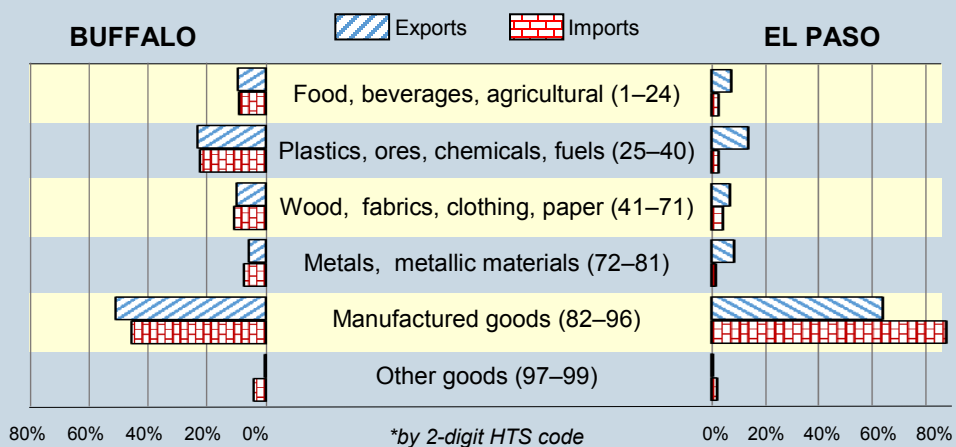 BUFFALO Exports Imports EL PASO
Food, beverages, agricultural (1–24)
Plastics, ores, chemicals, fuels (25–40)
Wood, fabrics, clothing, paper (41–71)
Metals, metallic materials (72–81)
Manufactured goods (82–96)
Other goods (97–99)
80% 60% 40% 20% 0% *by 2-digit HTS code 0% 20% 40% 60% 80%